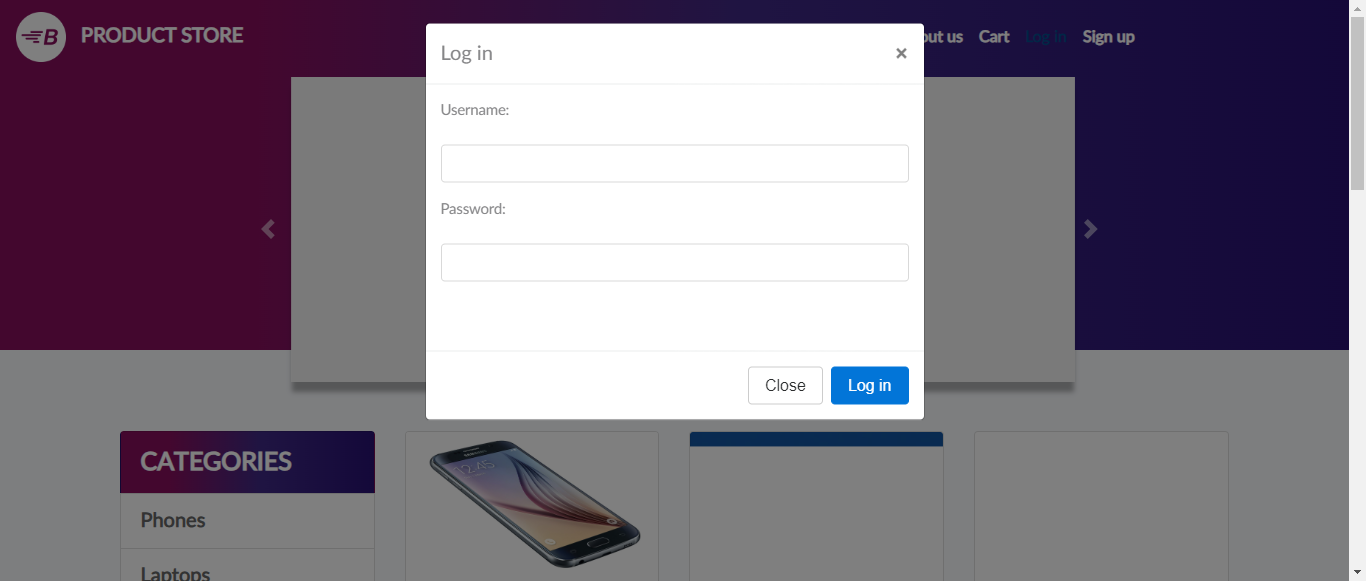 B PRODUCT STORE
out us Cart Log in Sign up
Log in ×
Username:
Password:
Close Log in
CATEGORIES
Phones
Laptops
12:45